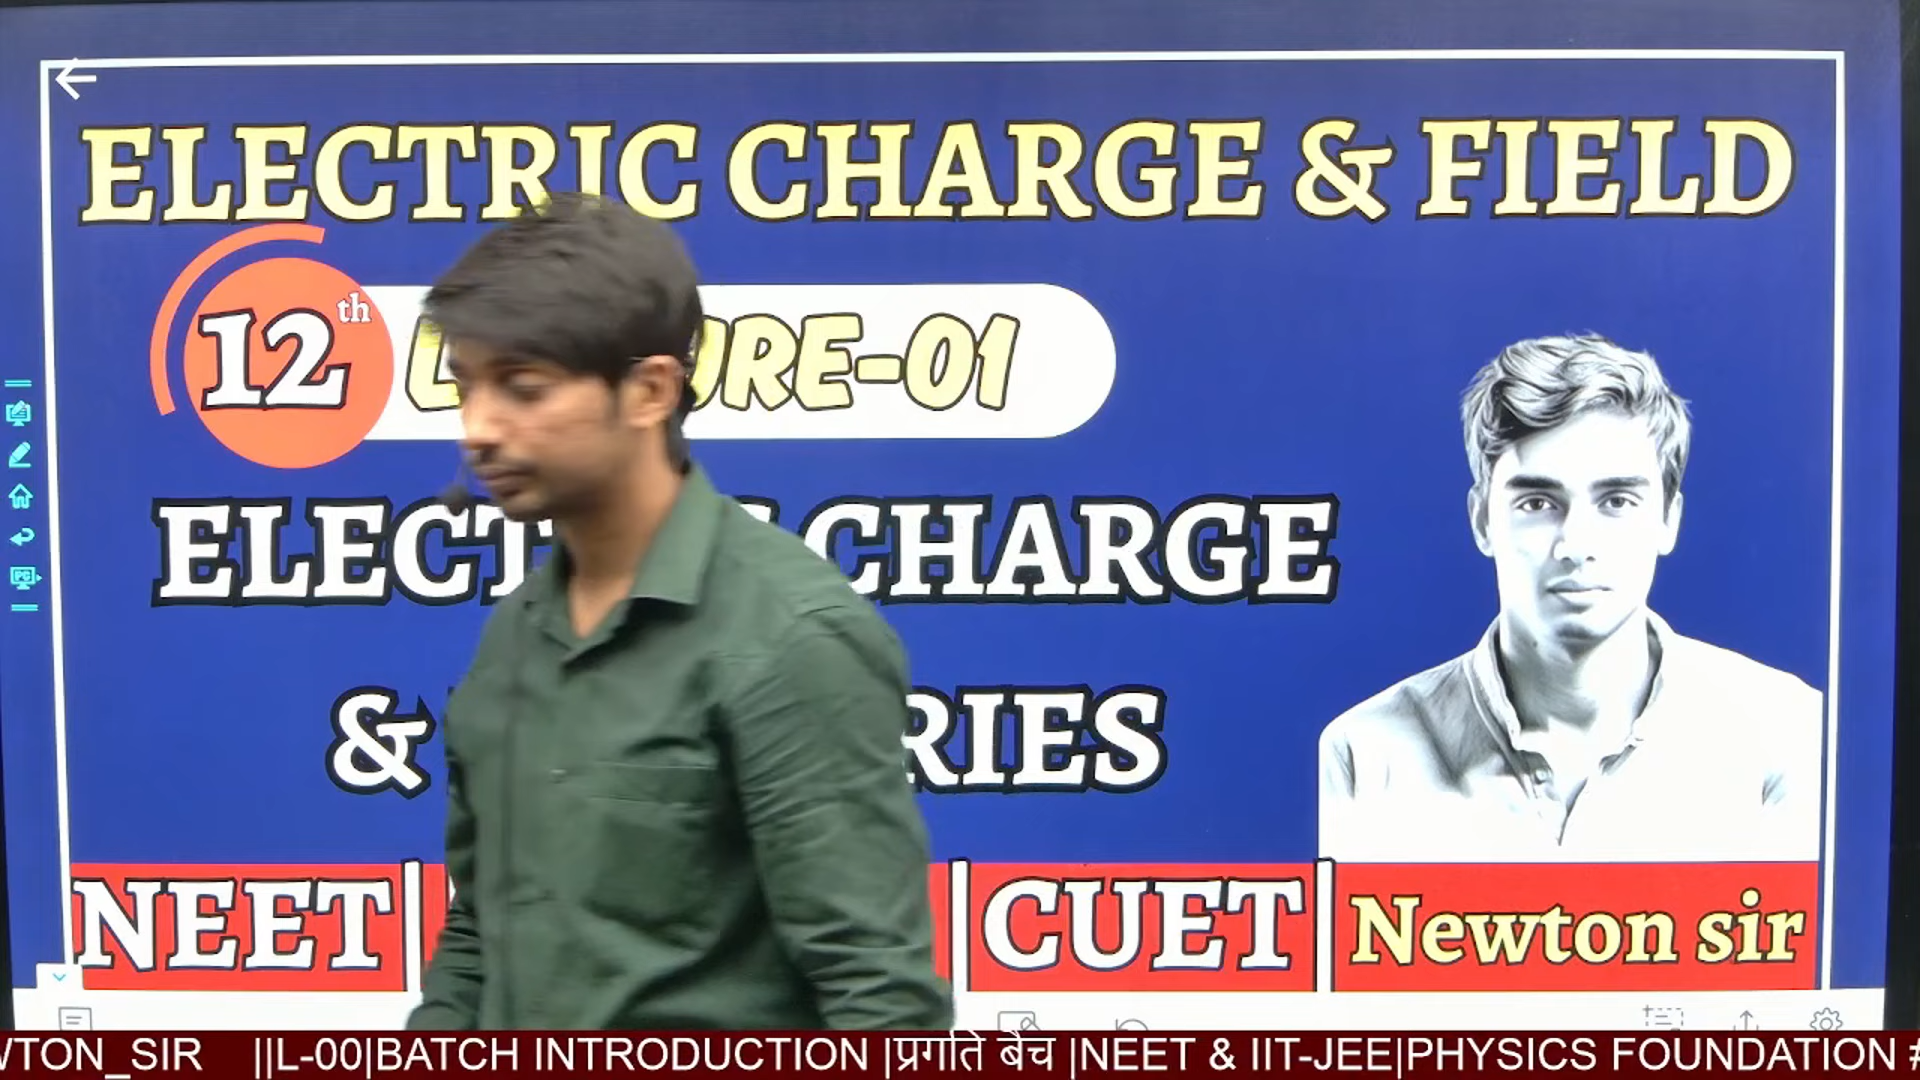 ELECTRIC CHARGE & FIELD
12th
URE-01
ELECT CHARGE
& RIES
NEET| |CUET| Newton sir
WTON_SIR ||L-00|BATCH INTRODUCTION |प्रगति बैच |NEET & IIT-JEE|PHYSICS FOUNDATION #